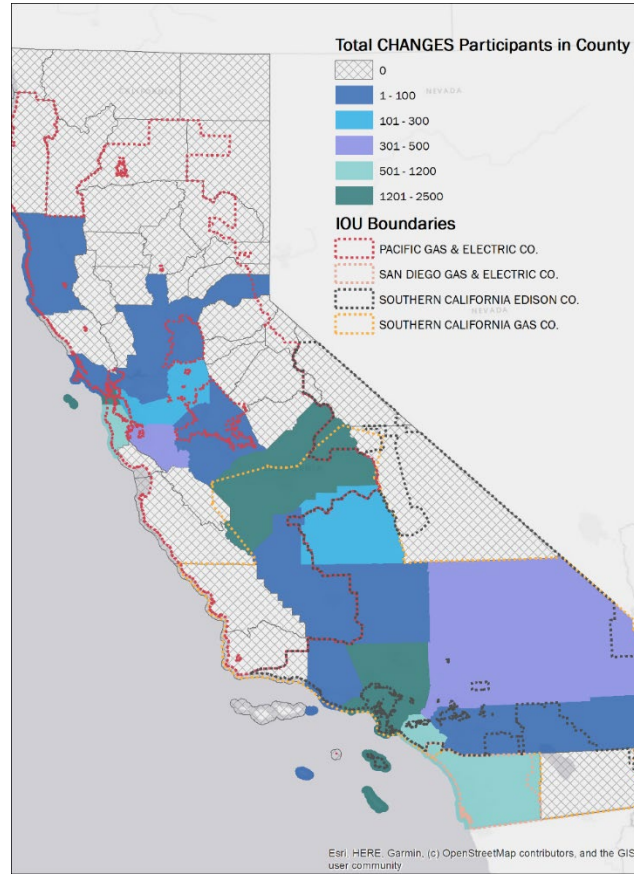 Total CHANGES Participants in County
0
CALIFORNIA
1 - 100
NEVADA
101 - 300
301 - 500
501 - 1200
1201 - 2500
IOU Boundaries
PACIFIC GAS & ELECTRIC CO.
SAN DIEGO GAS & ELECTRIC CO.
SOUTHERN CALIFORNIA EDISON CO.
NEVADA
SOUTHERN CALIFORNIA GAS CO.
Esri, HERE, Garmin, (c) OpenStreetMap contributors, and the GIS
user community